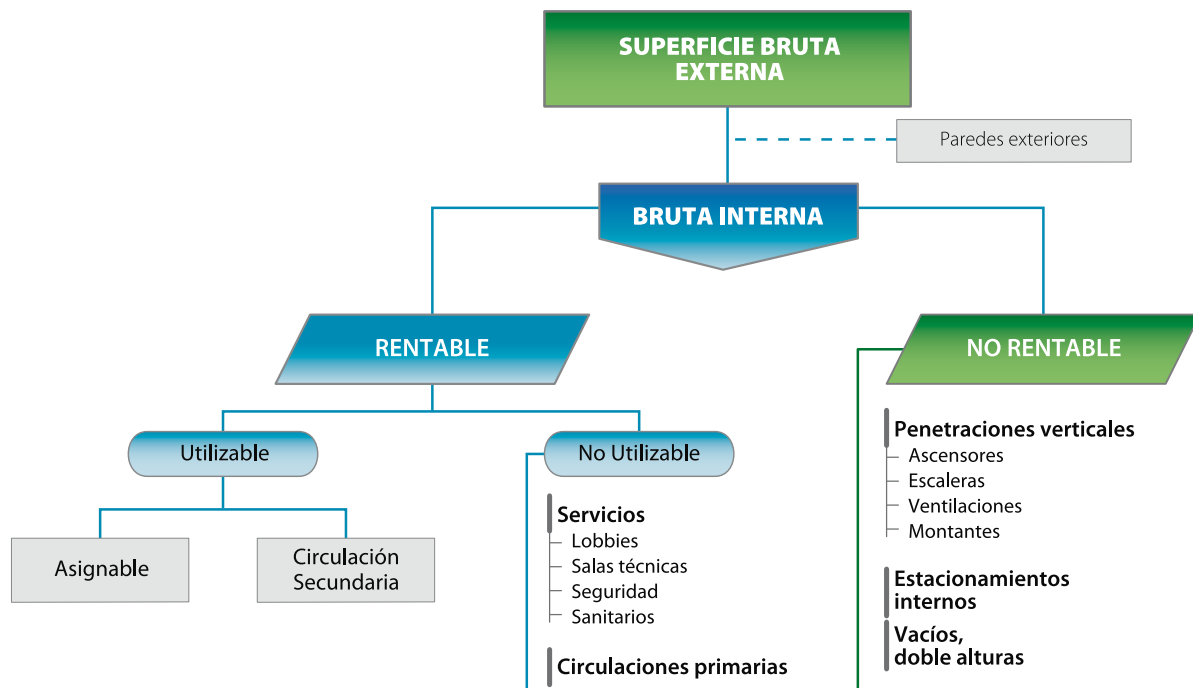 SUPERFICIE BRUTA
EXTERNA
Paredes exteriores
BRUTA INTERNA
RENTABLE
NO RENTABLE
Utilizable
No Utilizable
Asignable
Circulación
Secundaria
Servicios
Lobbies
Salas técnicas
Seguridad
Sanitarios
Circulaciones primarias
Penetraciones verticales
Ascensores
Escaleras
Ventilaciones
Montantes
Estacionamientos
internos
Vacíos,
doble alturas